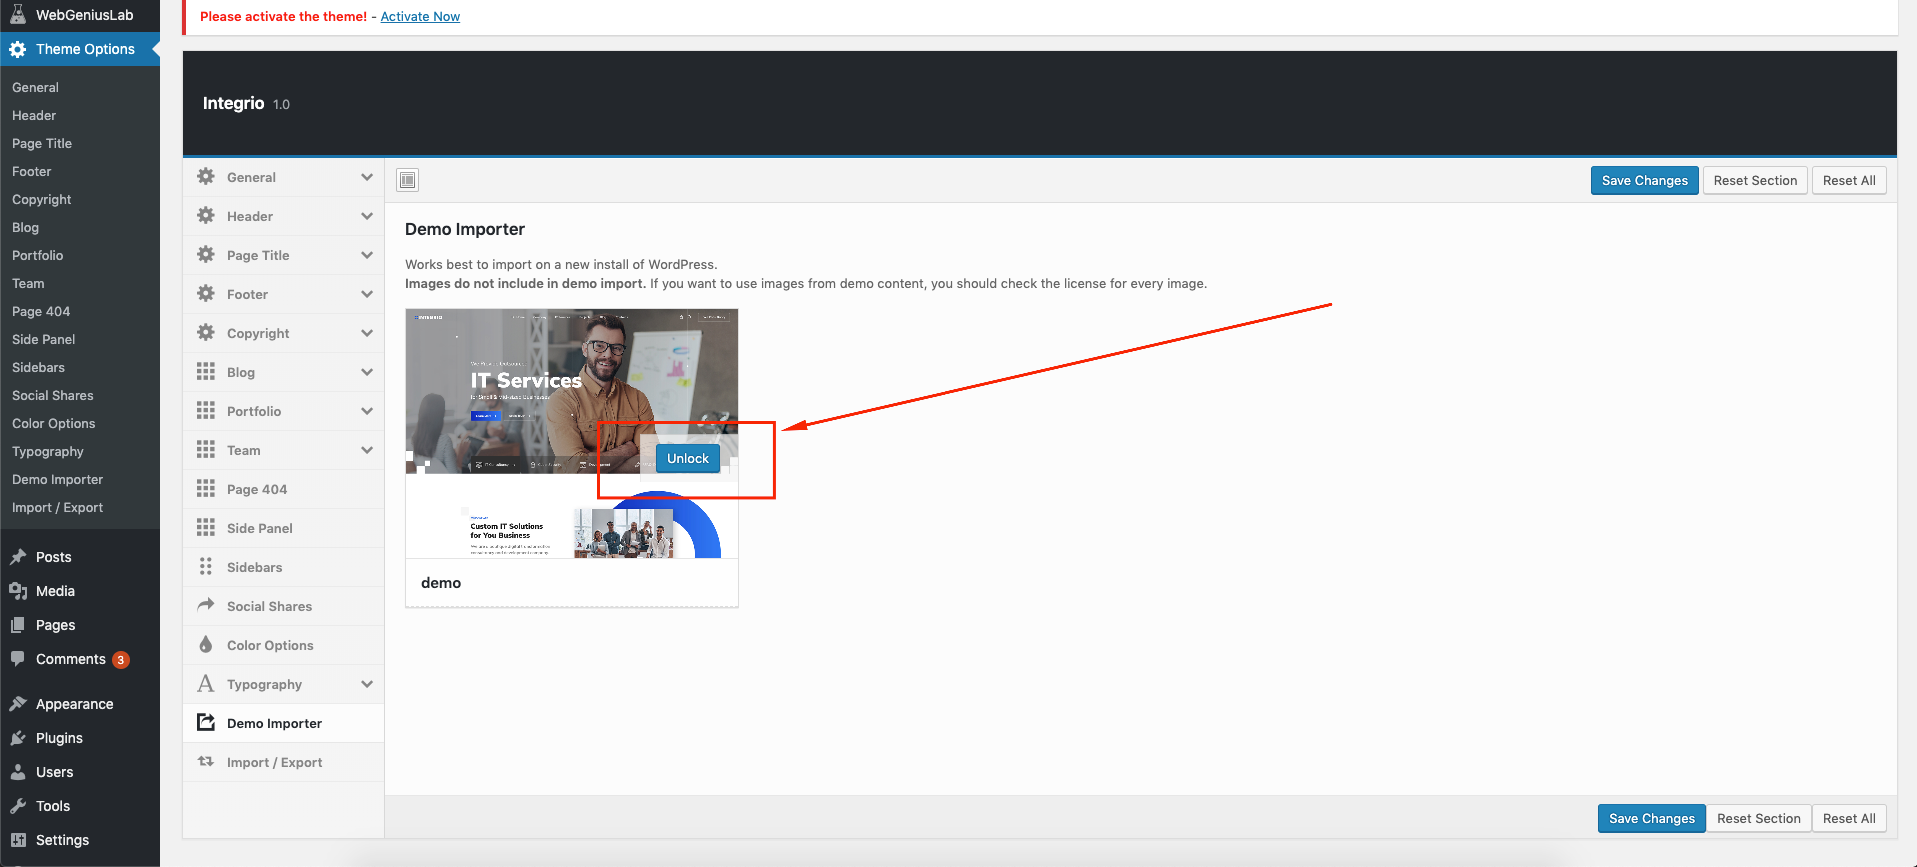 WebGeniusLab
Theme Options
General
Header
Page Title
Footer
Copyright
Blog
Portfolio
Team
Page 404
Side Panel
Sidebars
Social Shares
Color Options
Typography
Demo Importer
Import / Export
Posts
Media
Pages
Comments 3
Appearance
Plugins
Users
Tools
Settings
Please activate the theme! - Activate Now
Integrio 1.0
General
Header
Page Title
Footer
Copyright
Blog
Portfolio
Team
Page 404
Side Panel
Sidebars
Social Shares
Color Options
Typography
Demo Importer
Import / Export
Save Changes Reset Section Reset All
Demo Importer
Works best to import on a new install of WordPress.
Images do not include in demo import. If you want to use images from demo content, you should check the license for every image.
INTEGRIO
IT Services
for Small & Mid-sized Businesses
Unlock
Custom IT Solutions
for You Business
demo
Save Changes Reset Section Reset All